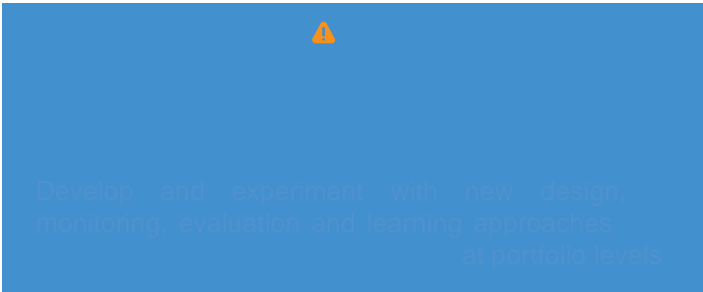 Develop and experiment with new design,
monitoring, evaluation and learning approaches
at portfolio levels